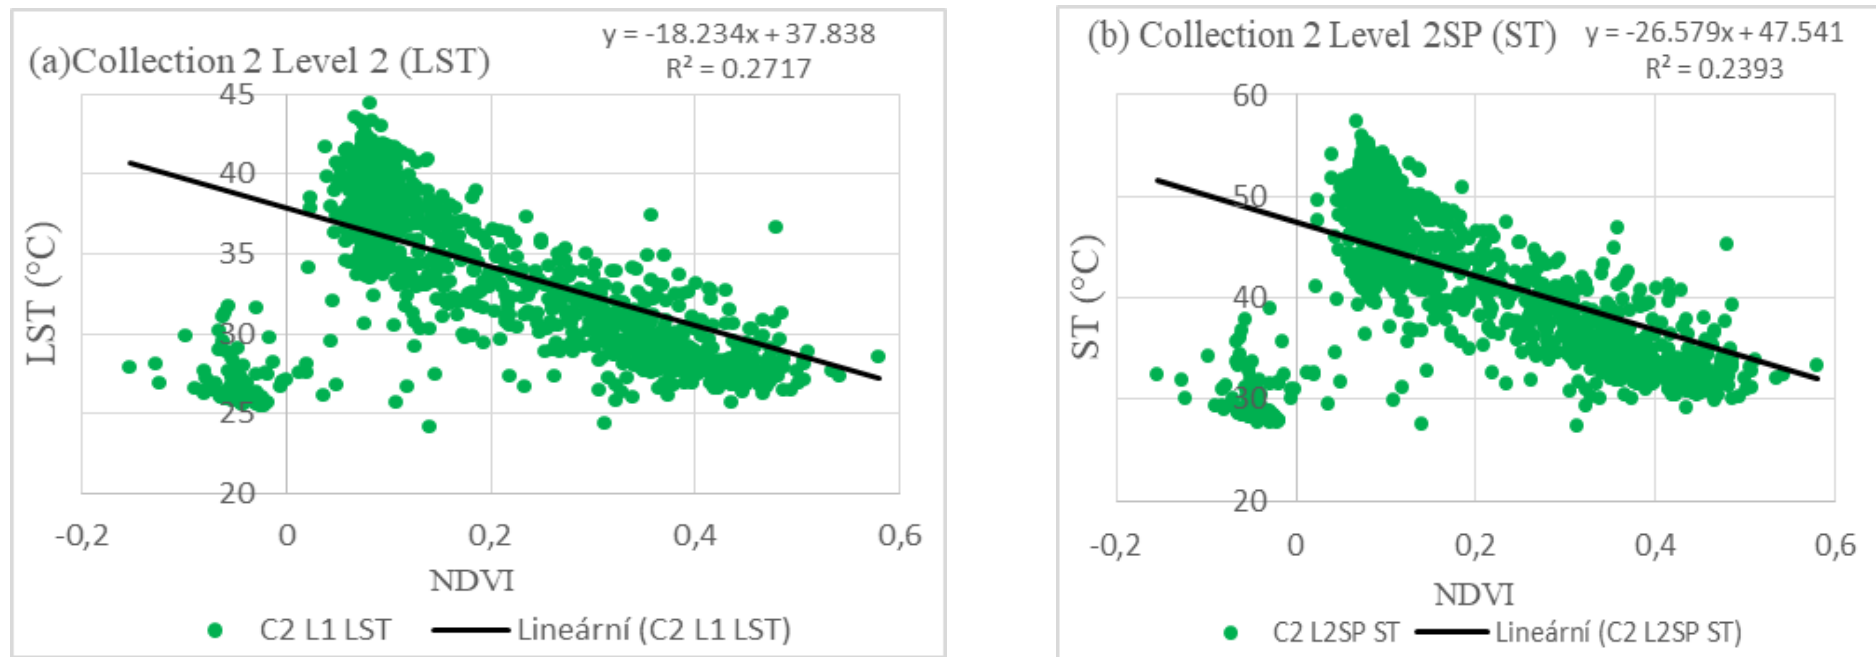 (a)Collection 2 Level 2 (LST)
y = -18.234x + 37.838
R² = 0.2717
LST (°C)
45
40
35
30
25
20
-0,2
0
0,2
0,4
0,6
NDVI
C2 L1 LST
Lineární (C2 L1 LST)
(b) Collection 2 Level 2SP (ST)
y = -26.579x + 47.541
R² = 0.2393
ST (°C)
60
50
40
30
20
-0,2
0
0,2
0,4
0,6
NDVI
C2 L2SP ST
Lineární (C2 L2SP ST)